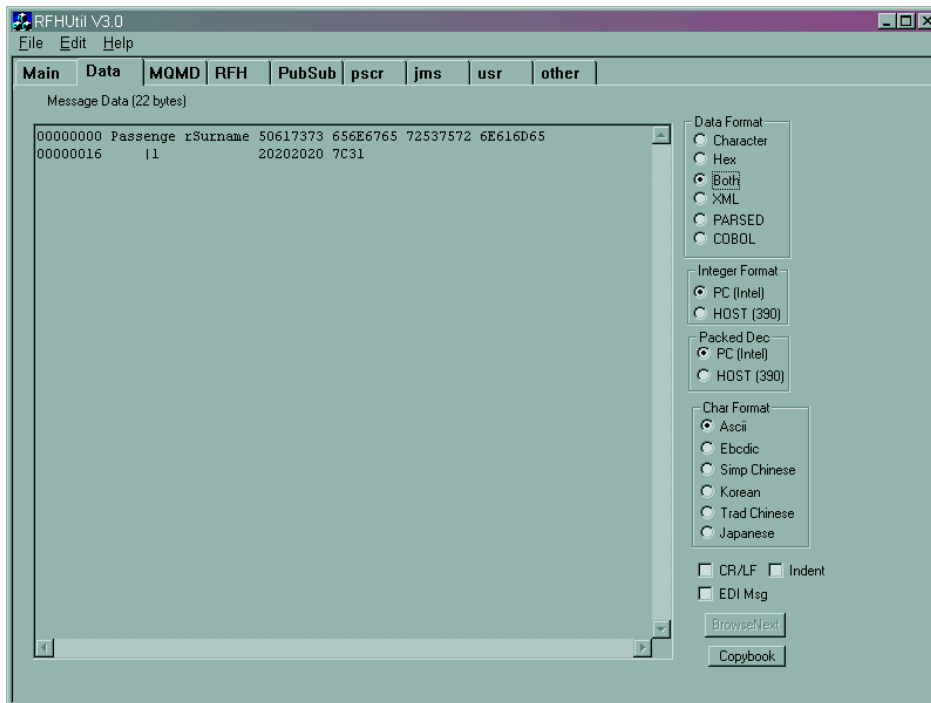 RFHUtil V3.0
File Edit Help
Main Data MQMD RFH PubSub pscr jms usr other
Message Data (22 bytes)
00000000 Passenge rSurname 50617373 656E6765 72537572 6E616D65
00000016     |1            20202020 7C31
Data Format
Character
Hex
Both
XML
PARSED
COBOL
Integer Format
PC (Intel)
HOST (390)
Packed Dec
PC (Intel)
HOST (390)
Char Format
Ascii
Ebcdic
Simp Chinese
Korean
Trad Chinese
Japanese
CR/LF Indent
EDI Msg
BrowseNext
Copybook